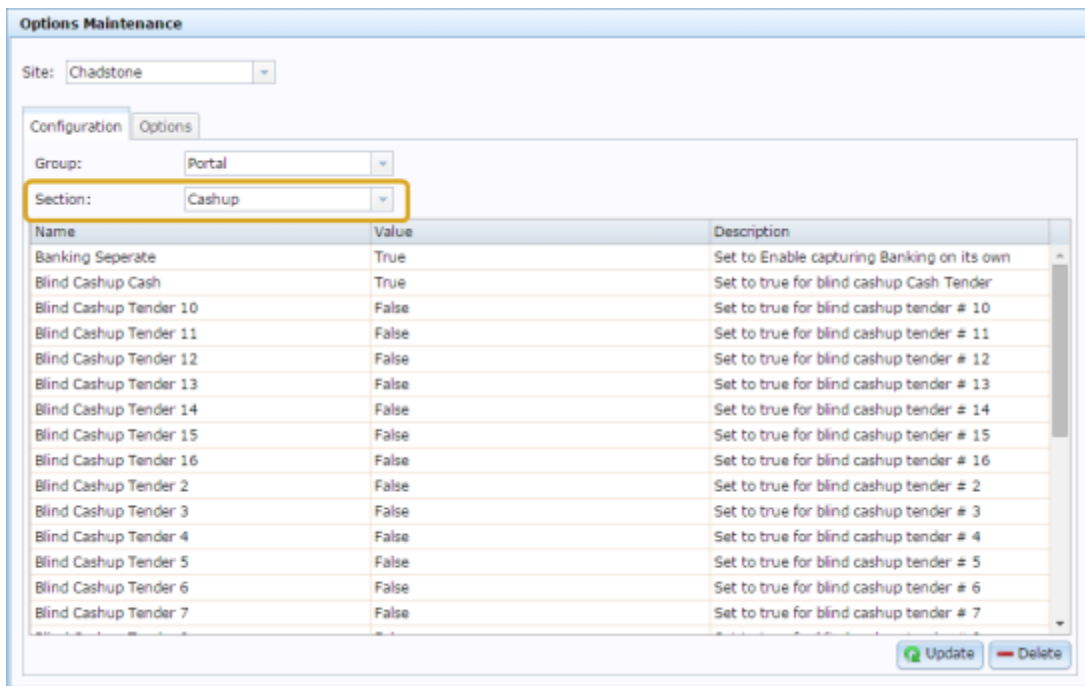 Options Maintenance
Site: Chadstone
Configuration Options
Group: Portal
Section: Cashup
Name Value Description
Banking Seperate True Set to Enable capturing Banking on its own
Blind Cashup Cash True Set to true for blind cashup Cash Tender
Blind Cashup Tender 10 False Set to true for blind cashup tender # 10
Blind Cashup Tender 11 False Set to true for blind cashup tender # 11
Blind Cashup Tender 12 False Set to true for blind cashup tender # 12
Blind Cashup Tender 13 False Set to true for blind cashup tender # 13
Blind Cashup Tender 14 False Set to true for blind cashup tender # 14
Blind Cashup Tender 15 False Set to true for blind cashup tender # 15
Blind Cashup Tender 16 False Set to true for blind cashup tender # 16
Blind Cashup Tender 2 False Set to true for blind cashup tender # 2
Blind Cashup Tender 3 False Set to true for blind cashup tender # 3
Blind Cashup Tender 4 False Set to true for blind cashup tender # 4
Blind Cashup Tender 5 False Set to true for blind cashup tender # 5
Blind Cashup Tender 6 False Set to true for blind cashup tender # 6
Blind Cashup Tender 7 False Set to true for blind cashup tender # 7
Update Delete